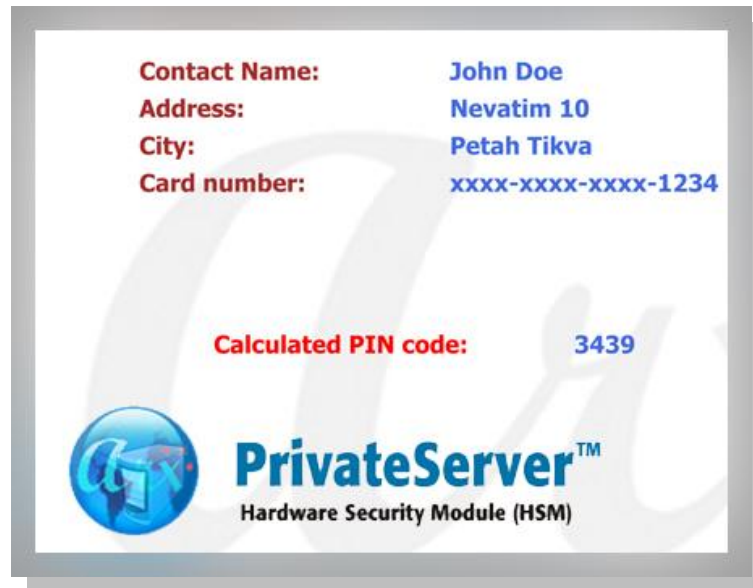 Contact Name: John Doe
Address: Nevatim 10
City: Petah Tikva
Card number: xxxx-xxxx-xxxx-1234
Calculated PIN code: 3439
PrivateServer™
Hardware Security Module (HSM)